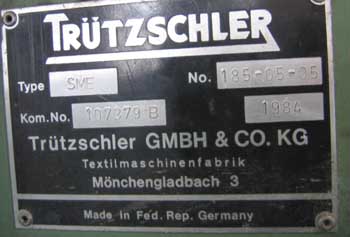 TRÜTZSCHLER
Type SME No. 185-05-05
Kom.No. 107379 B 1984
Trützschler GMBH & CO. KG
Textilmaschinenfabrik
Mönchengladbach 3
Made in Fed. Rep. Germany